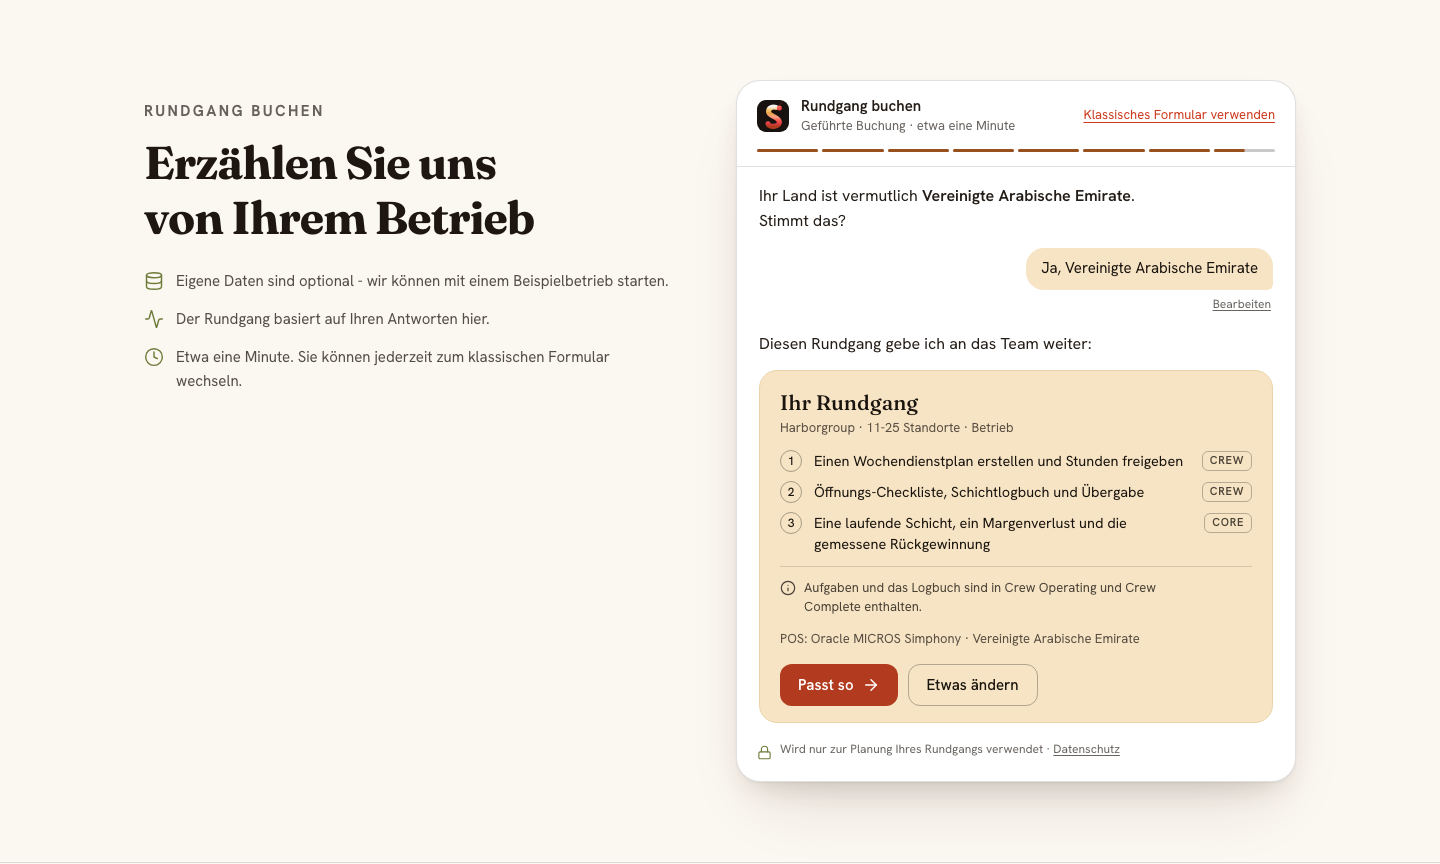 RUNDGANG BUCHEN
Erzählen Sie uns
von Ihrem Betrieb
Eigene Daten sind optional - wir können mit einem Beispielbetrieb starten.
Der Rundgang basiert auf Ihren Antworten hier.
Etwa eine Minute. Sie können jederzeit zum klassischen Formular
wechseln.
S
Rundgang buchen
Geführte Buchung · etwa eine Minute
Klassisches Formular verwenden
Ihr Land ist vermutlich Vereinigte Arabische Emirate.
Stimmt das?
Ja, Vereinigte Arabische Emirate
Bearbeiten
Diesen Rundgang gebe ich an das Team weiter:
Ihr Rundgang
Harborgroup · 11-25 Standorte · Betrieb
1 Einen Wochendienstplan erstellen und Stunden freigeben CREW
2 Öffnungs-Checkliste, Schichtlogbuch und Übergabe CREW
3 Eine laufende Schicht, ein Margenverlust und die CORE
gemessene Rückgewinnung
Aufgaben und das Logbuch sind in Crew Operating und Crew
Complete enthalten.
POS: Oracle MICROS Simphony · Vereinigte Arabische Emirate
Passt so →
Etwas ändern
Wird nur zur Planung Ihres Rundgangs verwendet · Datenschutz